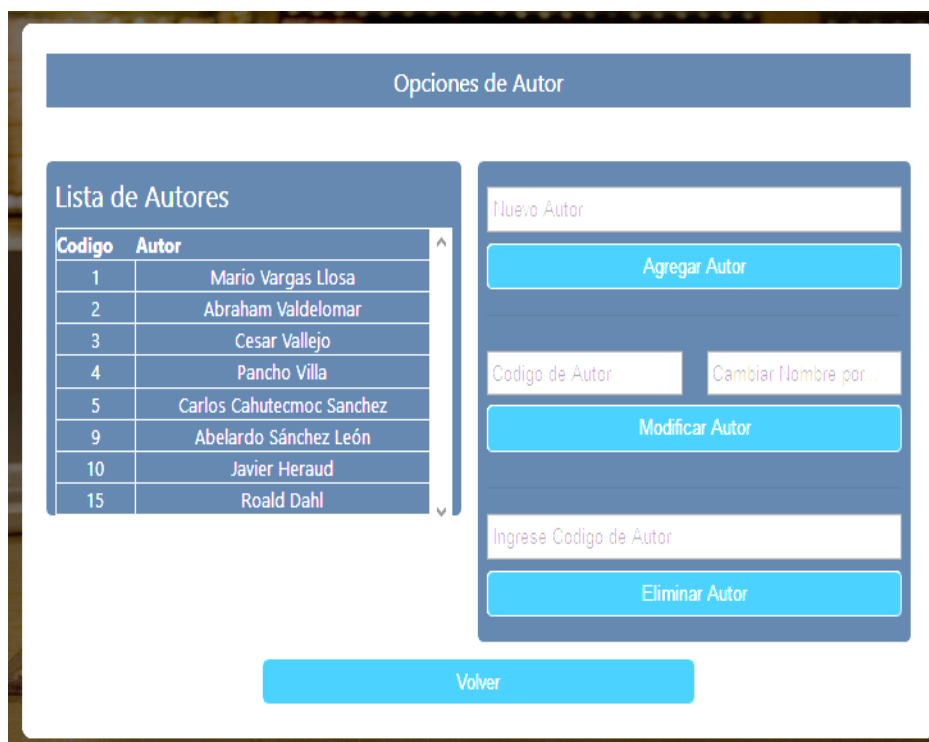 Opciones de Autor
Lista de Autores
Codigo Autor
1 Mario Vargas Llosa
2 Abraham Valdelomar
3 Cesar Vallejo
4 Pancho Villa
5 Carlos Cahutecmoc Sanchez
9 Abelardo Sánchez León
10 Javier Heraud
15 Roald Dahl
Nuevo Autor
Agregar Autor
Codigo de Autor Cambiar Nombre por...
Modificar Autor
Ingrese Codigo de Autor
Eliminar Autor
Volver